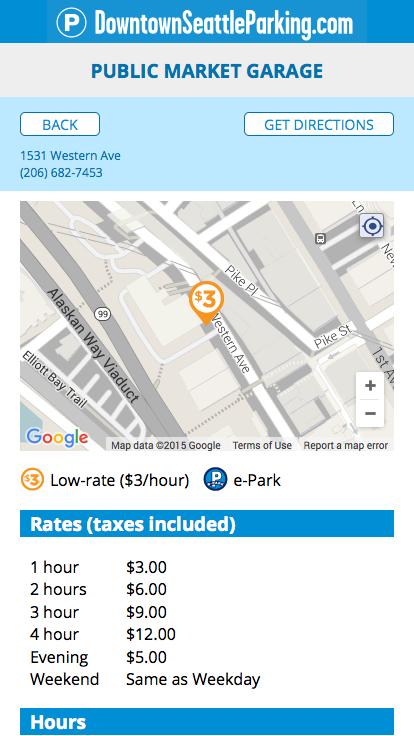 P DowntownSeattleParking.com
PUBLIC MARKET GARAGE
BACK
GET DIRECTIONS
1531 Western Ave
(206) 682-7453
Ln
New
Pike Pl
$3
99
Western Ave
Pike St
1st Ave
Alaskan Way Viaduct
Elliott Bay Trail
+
−
Google
Map data ©2015 Google Terms of Use Report a map error
$3 Low-rate ($3/hour) P e-Park
Rates (taxes included)
1 hour $3.00
2 hours $6.00
3 hour $9.00
4 hour $12.00
Evening $5.00
Weekend Same as Weekday
Hours